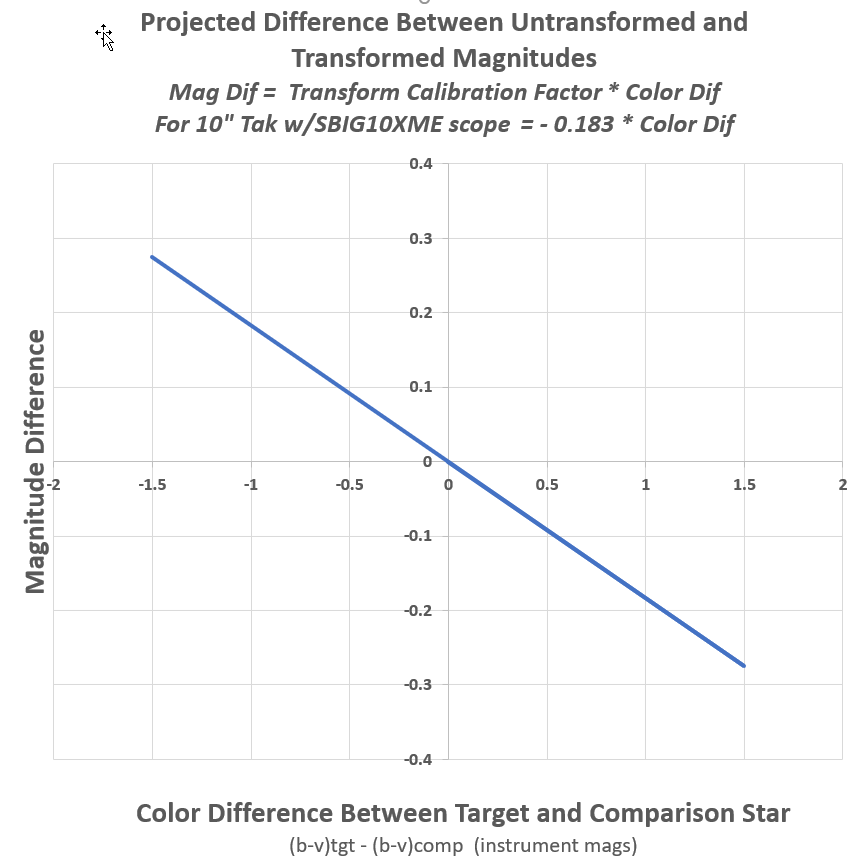 Projected Difference Between Untransformed and
Transformed Magnitudes
Mag Dif = Transform Calibration Factor * Color Dif
For 10" Tak w/SBIG10XME scope = - 0.183 * Color Dif
0.4
0.3
0.2
0.1
0
-2 -1.5 -1 -0.5 0 0.5 1 1.5 2
-0.1
-0.2
-0.3
-0.4
Magnitude Difference
Color Difference Between Target and Comparison Star
(b-v)tgt - (b-v)comp (instrument mags)